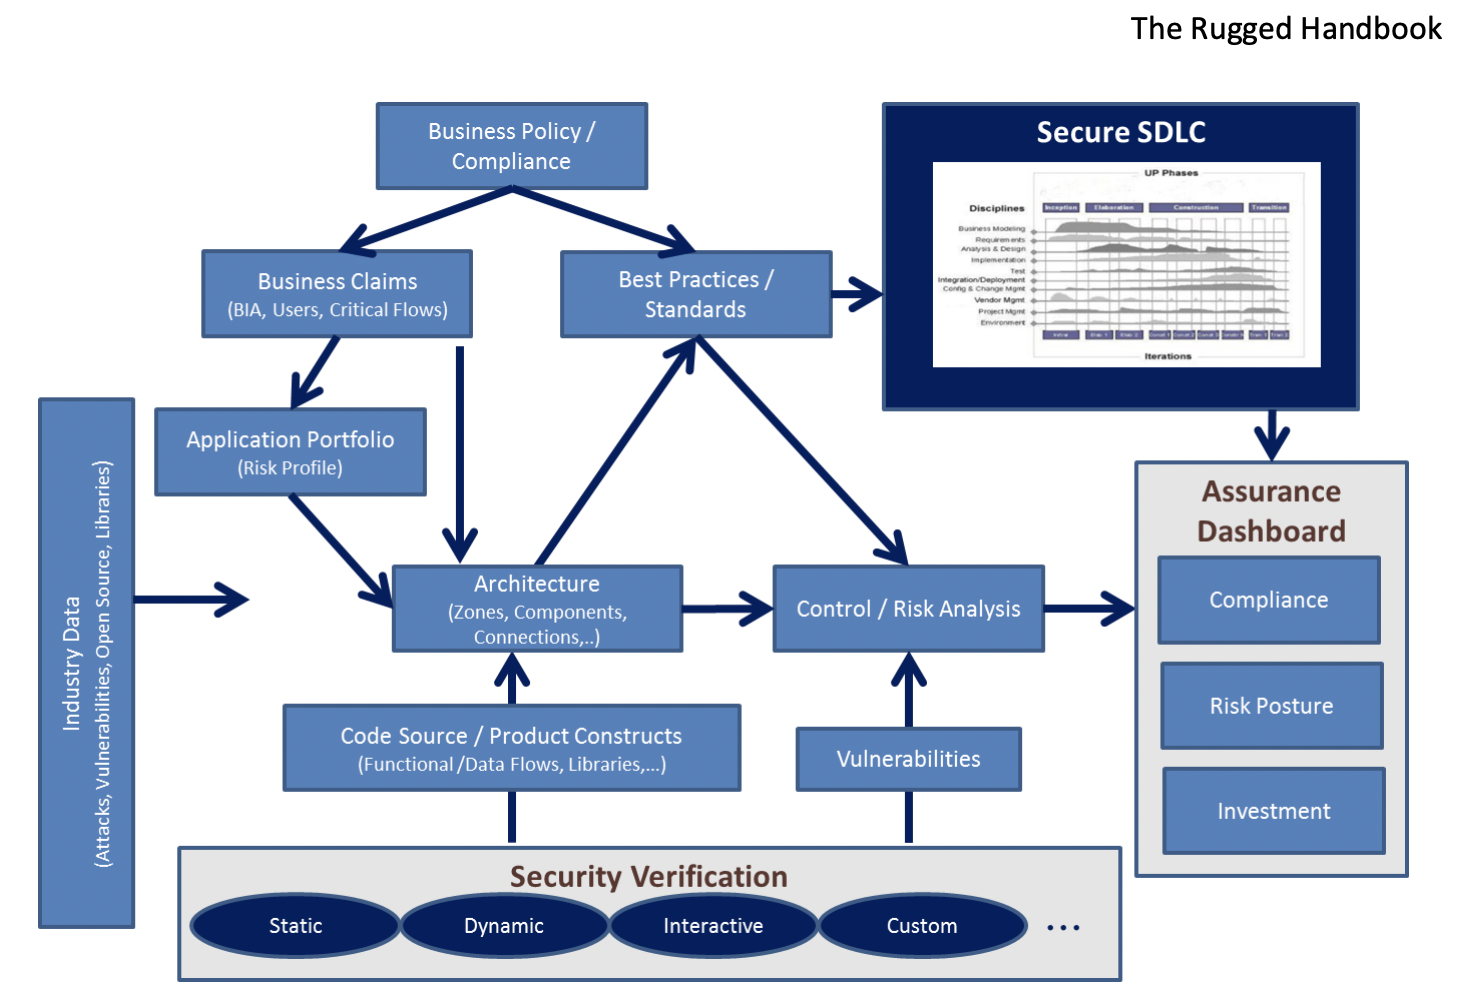 The Rugged Handbook
Business Policy /
Compliance
Secure SDLC
UP Phases
Disciplines
Inception
Elaboration
Construction
Transition
Business Modeling
Requirements
Analysis & Design
Implementation
Test
Integration/Deployment
Config & Change Mgmt
Vendor Mgmt
Project Mgmt
Environment
Iterations
Business Claims
(BIA, Users, Critical Flows)
Best Practices /
Standards
Application Portfolio
(Risk Profile)
Industry Data
(Attacks, Vulnerabilities, Open Source, Libraries)
Architecture
(Zones, Components,
Connections,..)
Control / Risk Analysis
Assurance
Dashboard
Compliance
Risk Posture
Investment
Code Source / Product Constructs
(Functional /Data Flows, Libraries,...)
Vulnerabilities
Security Verification
Static
Dynamic
Interactive
Custom
...